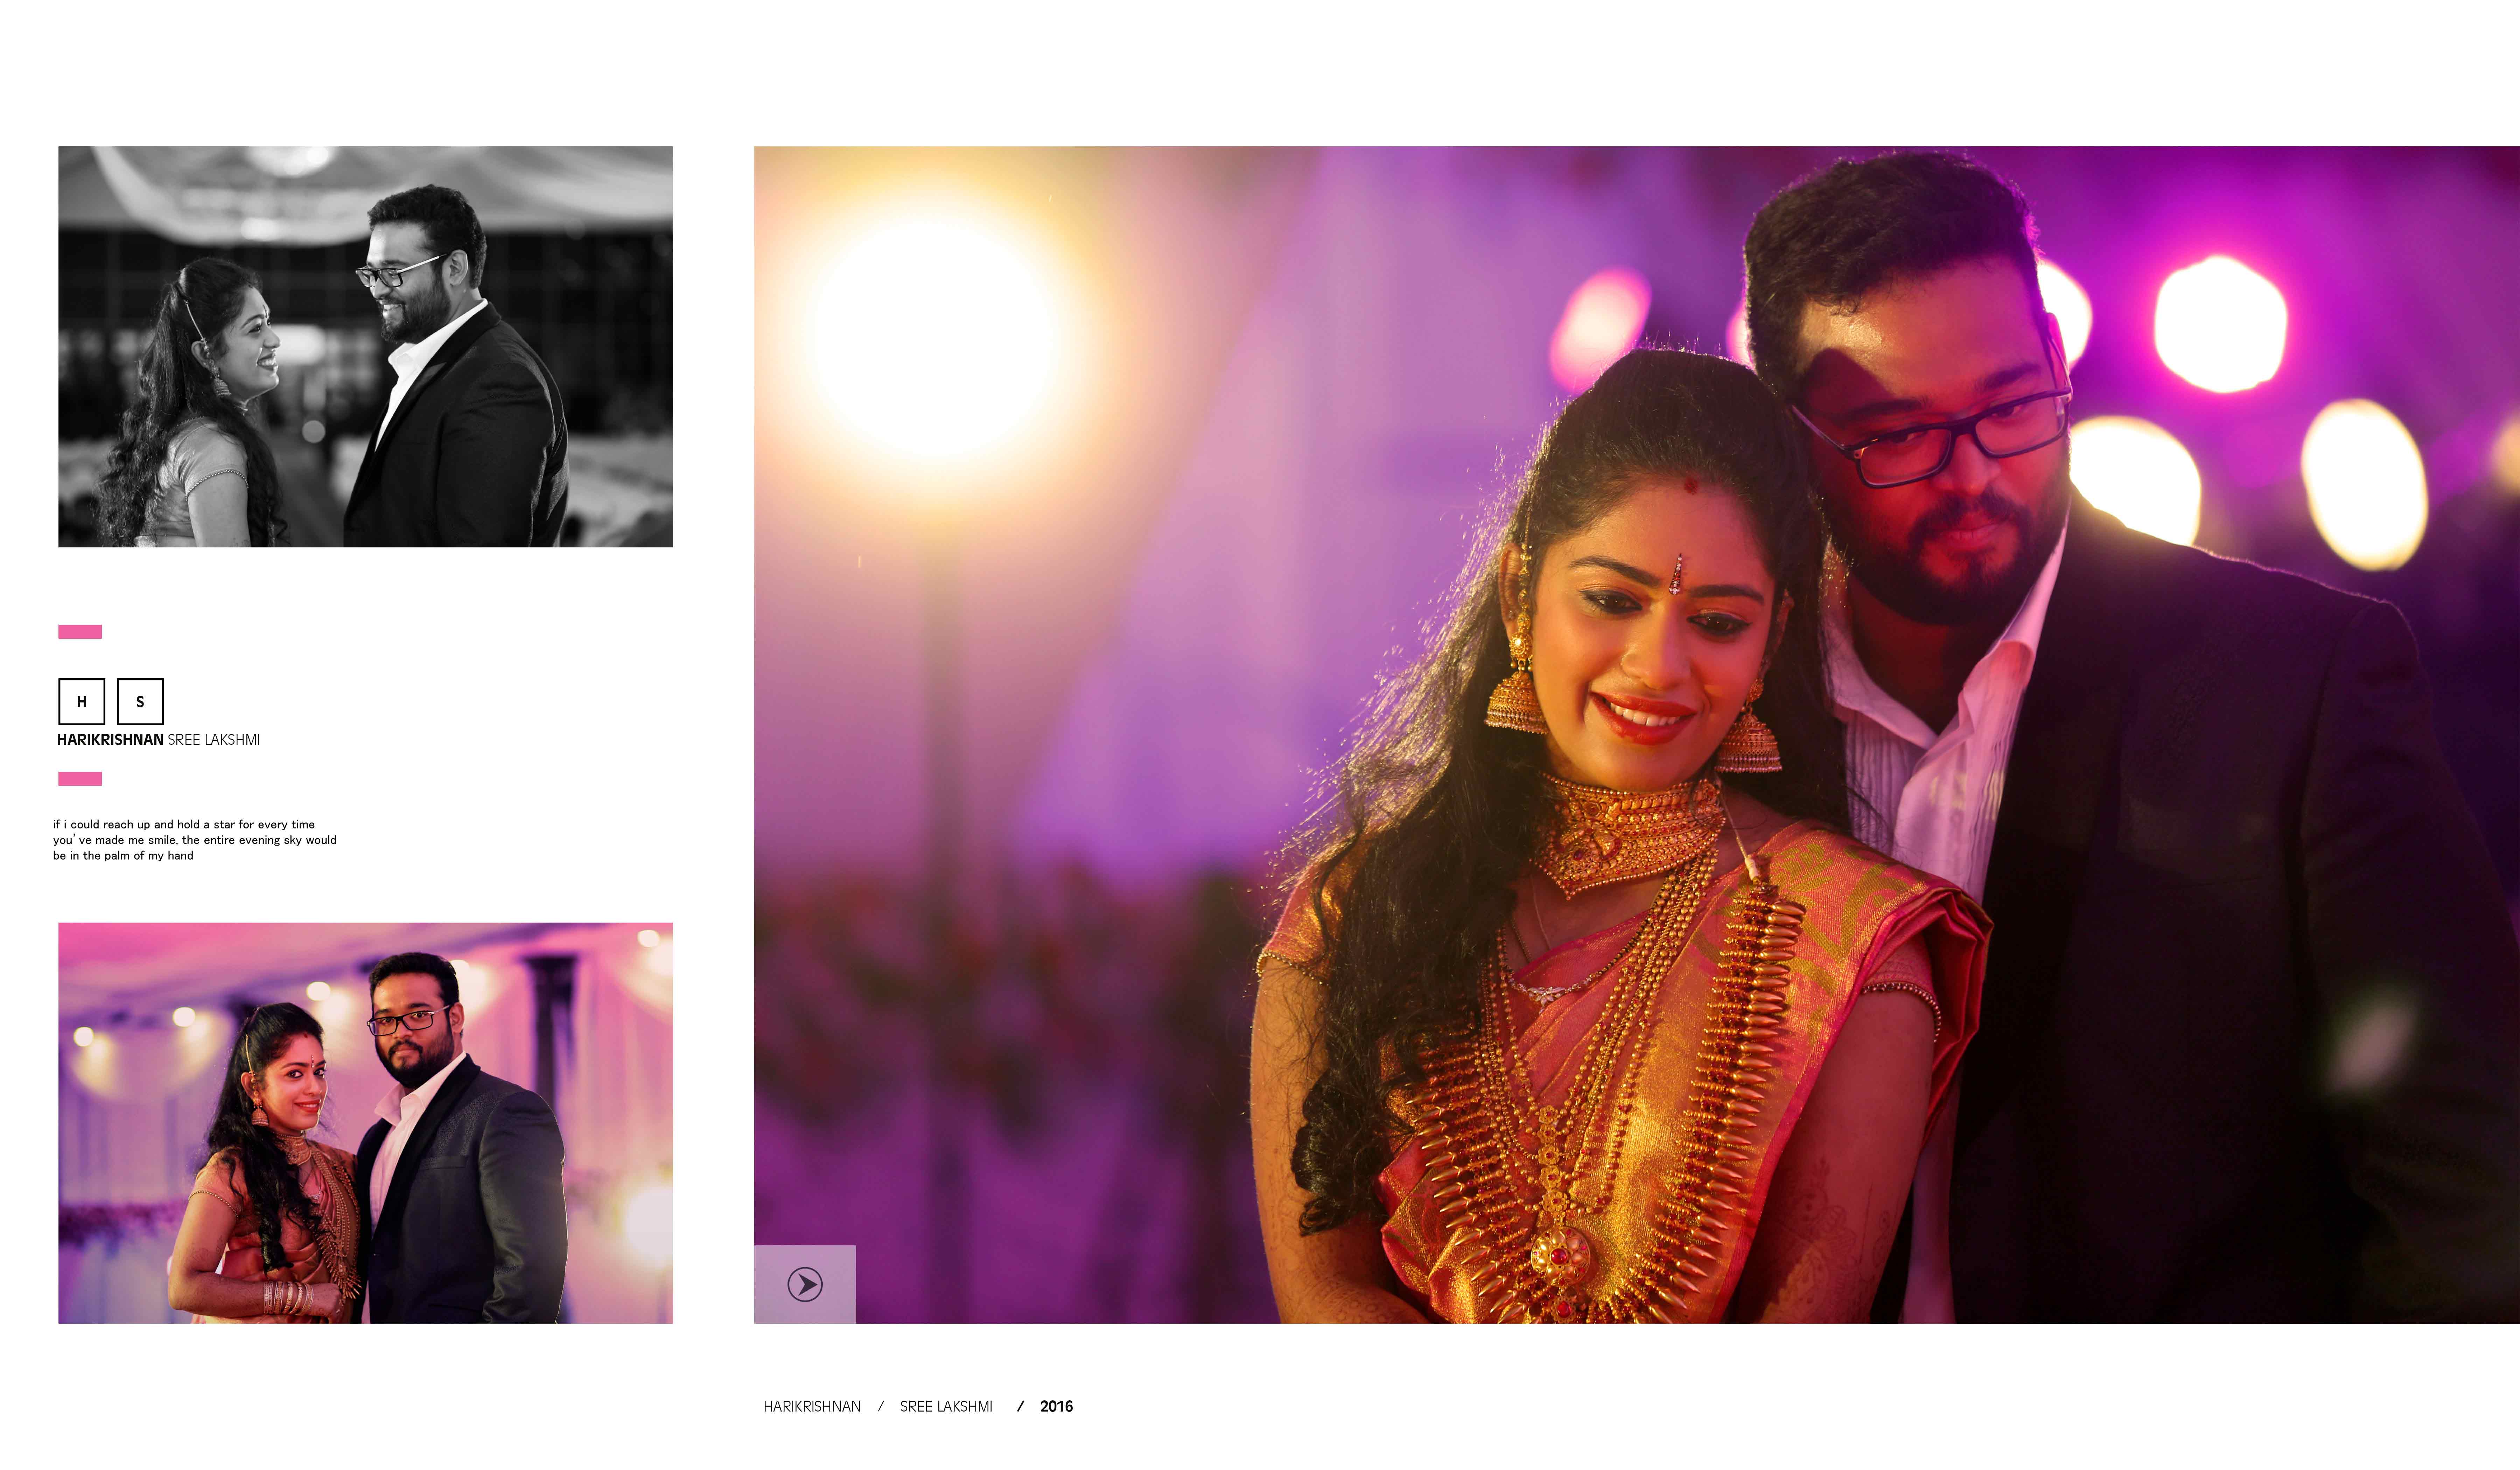 H S
HARIKRISHNAN SREE LAKSHMI
if i could reach up and hold a star for every time
you’ve made me smile, the entire evening sky would
be in the palm of my hand
HARIKRISHNAN / SREE LAKSHMI / 2016